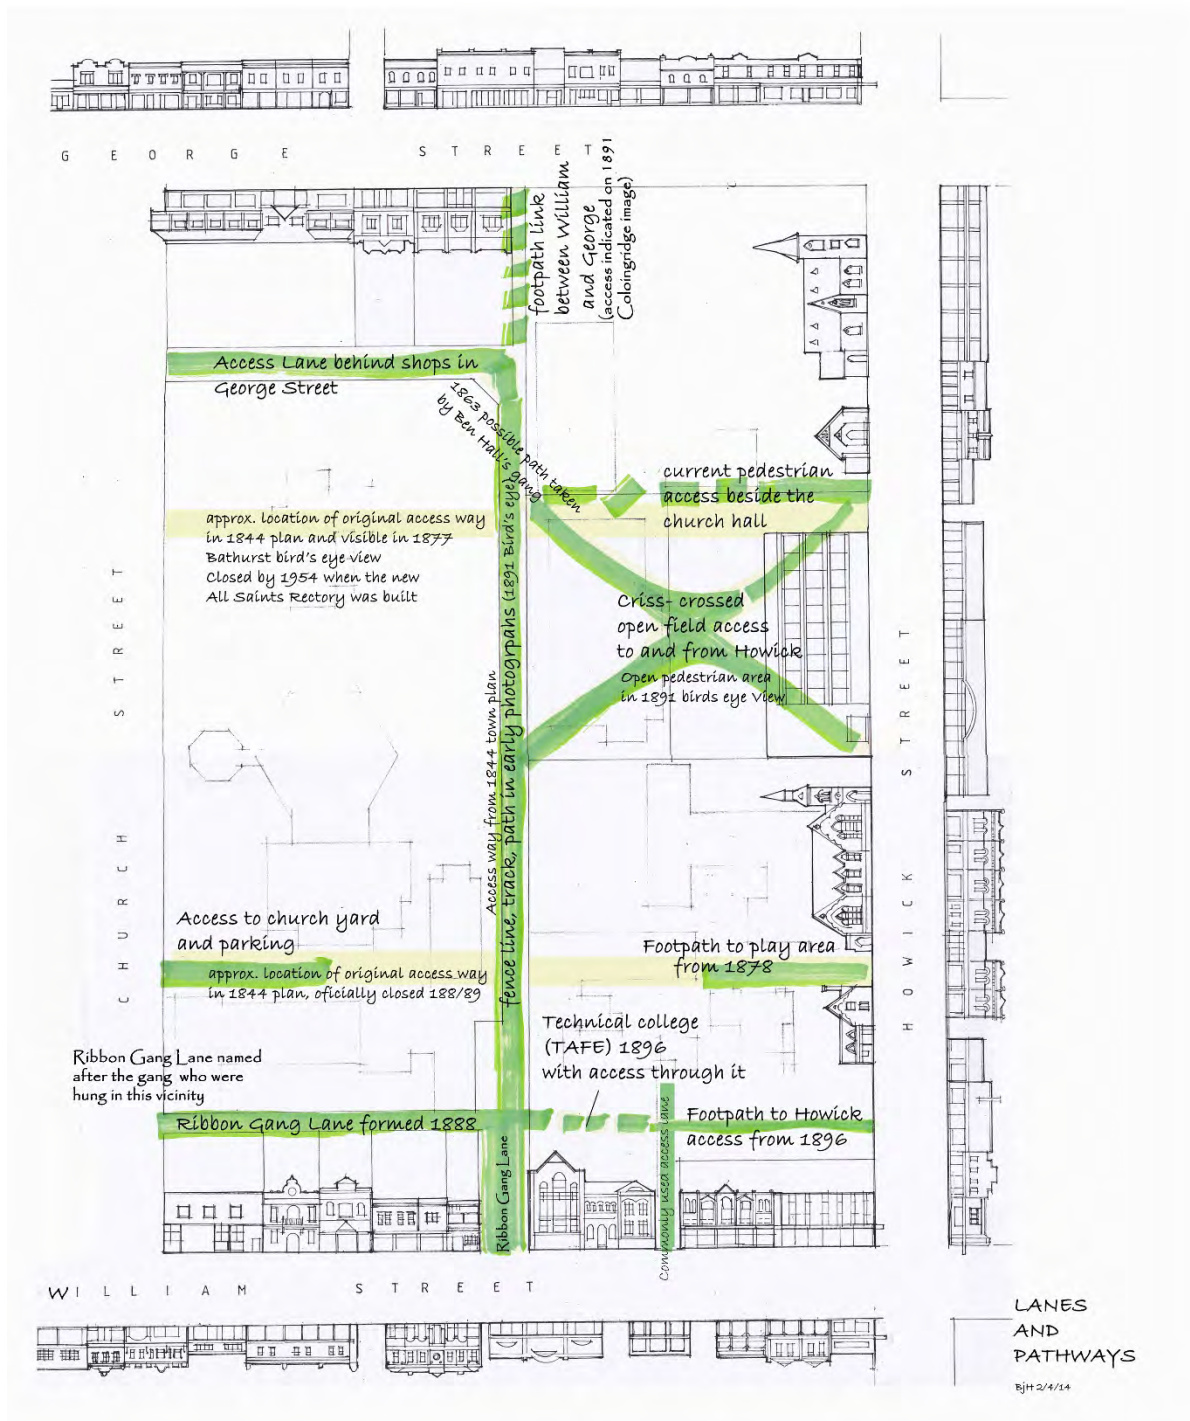 GEORGE STREET
footpath link
between William
and George
(access indicated on 1891
Coloingridge image)
Access Lane behind shops in
George Street
1863 possible path taken
by Ben Hall's gang
current pedestrian
access beside the
church hall
approx. location of original access way
in 1844 plan and visible in 1877
Bathurst bird's eye view
Closed by 1954 when the new
All Saints Rectory was built
Criss-crossed
open field access
to and from Howick
Open pedestrian area
in 1891 birds eye View
CHURCH STREET
HOWICK STREET
Access way from 1844 town plan
fence line, track, path in early photogrpahs (1891 Bird's eye)
Access to church yard
and parking
approx. location of original access way
in 1844 plan, oficially closed 188/89
Footpath to play area
from 1878
Technical college
(TAFE) 1896
with access through it
Ribbon Gang Lane named
after the gang who were
hung in this vicinity
Ribbon Gang Lane formed 1888
Footpath to Howick
access from 1896
Ribbon Gang Lane
Commonly used access lane
WILLIAM STREET
LANES
AND
PATHWAYS
BjH 2/4/14